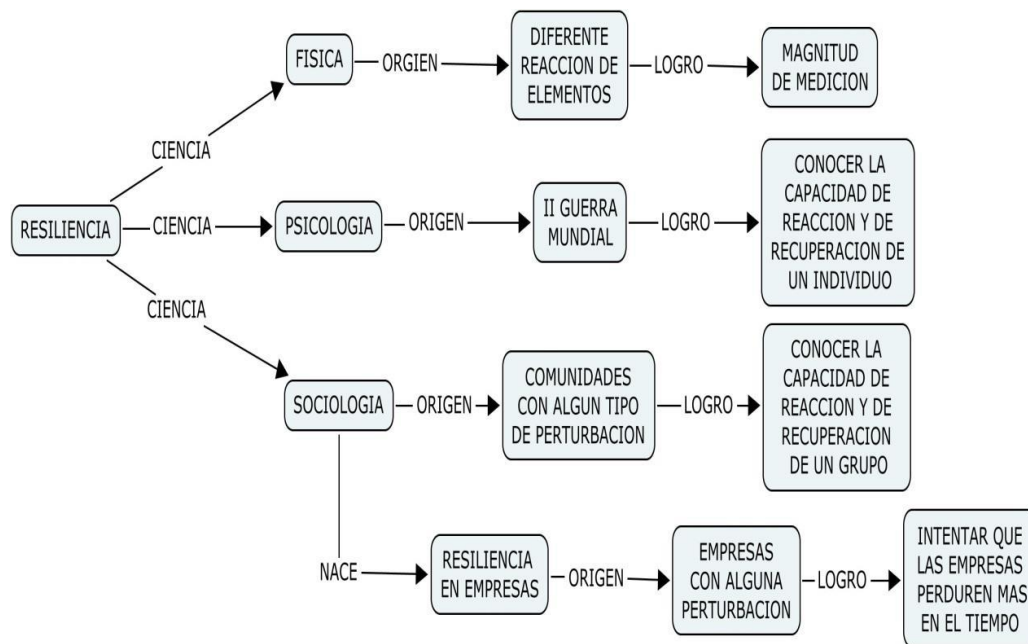 FISICA
ORGIEN
DIFERENTE
REACCION DE
ELEMENTOS
LOGRO
MAGNITUD
DE MEDICION
CIENCIA
RESILIENCIA
CIENCIA
PSICOLOGIA
ORIGEN
II GUERRA
MUNDIAL
LOGRO
CONOCER LA
CAPACIDAD DE
REACCION Y DE
RECUPERACION DE
UN INDIVIDUO
CIENCIA
SOCIOLOGIA
ORIGEN
COMUNIDADES
CON ALGUN TIPO
DE PERTURBACION
LOGRO
CONOCER LA
CAPACIDAD DE
REACCION Y DE
RECUPERACION
DE UN GRUPO
NACE
RESILIENCIA
EN EMPRESAS
ORIGEN
EMPRESAS
CON ALGUNA
PERTURBACION
LOGRO
INTENTAR QUE
LAS EMPRESAS
PERDUREN MAS
EN EL TIEMPO